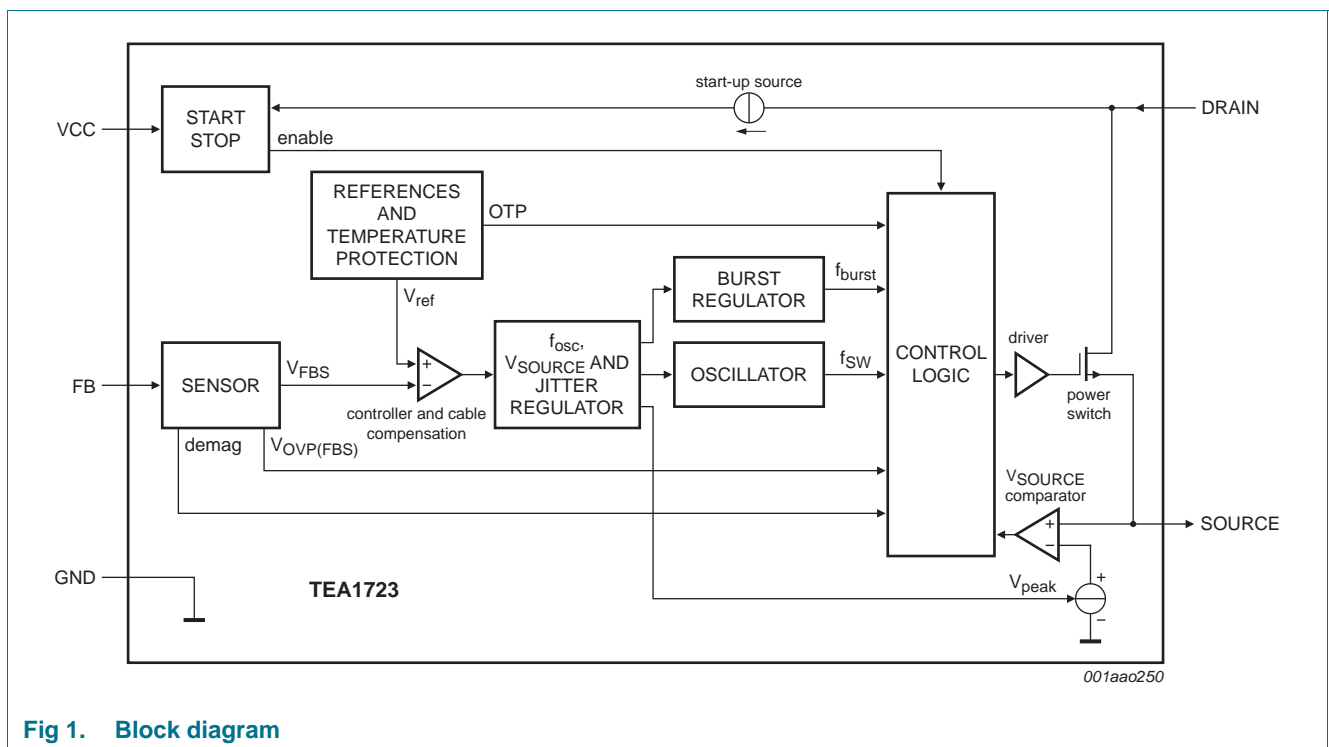 start-up source
DRAIN
VCC
START
STOP
enable
REFERENCES
AND
TEMPERATURE
PROTECTION
OTP
Vref
BURST
REGULATOR
fburst
FB
SENSOR
VFBS
+
−
controller and cable
compensation
fosc,
VSOURCE AND
JITTER
REGULATOR
OSCILLATOR
fSW
CONTROL
LOGIC
driver
power
switch
demag
VOVP(FBS)
VSOURCE
comparator
+
−
SOURCE
GND
TEA1723
Vpeak
+
−
001aao250
Fig 1. Block diagram